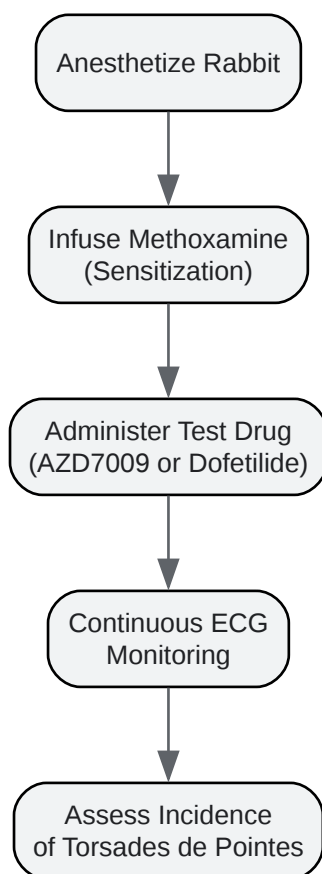 Anesthetize Rabbit
Infuse Methoxamine
(Sensitization)
Administer Test Drug
(AZD7009 or Dofetilide)
Continuous ECG
Monitoring
Assess Incidence
of Torsades de Pointes